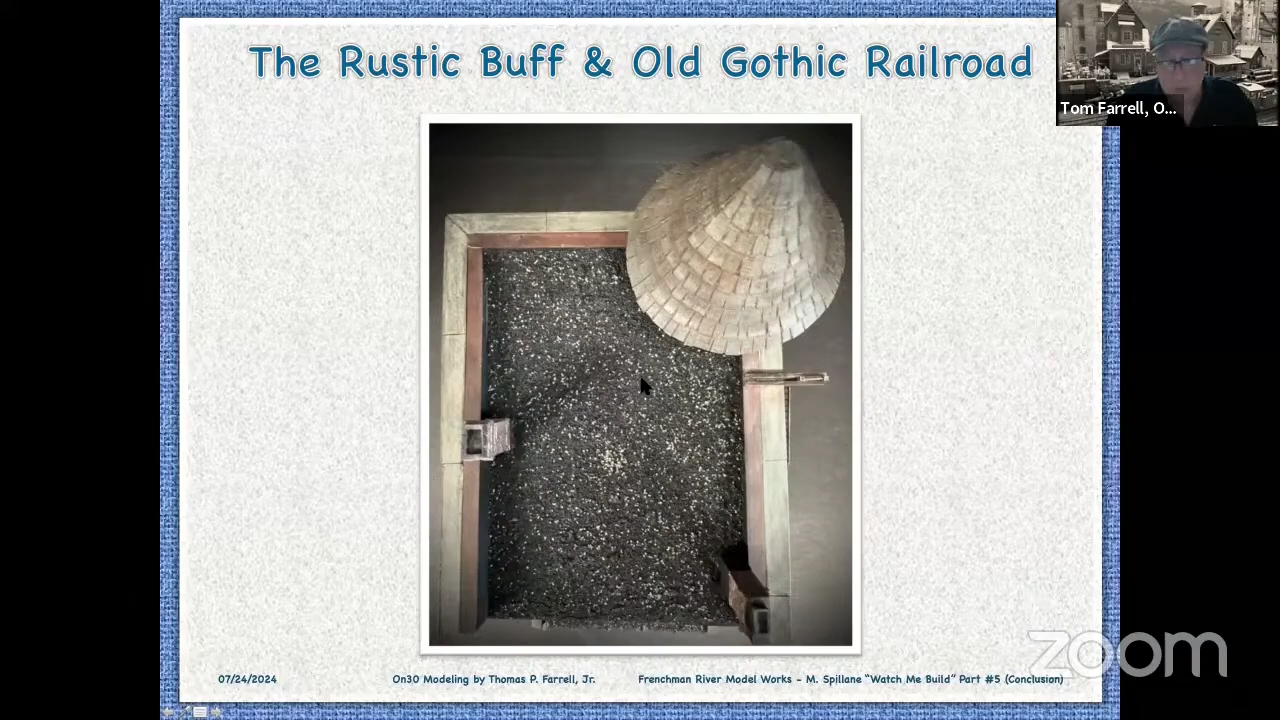 The Rustic Buff & Old Gothic Railroad
Tom Farrell, O...
zoom
07/24/2024
On30 Modeling by Thomas P. Farrell, Jr.
Frenchman River Model Works - M. Spillane "Watch Me Build" Part #5 (Conclusion)